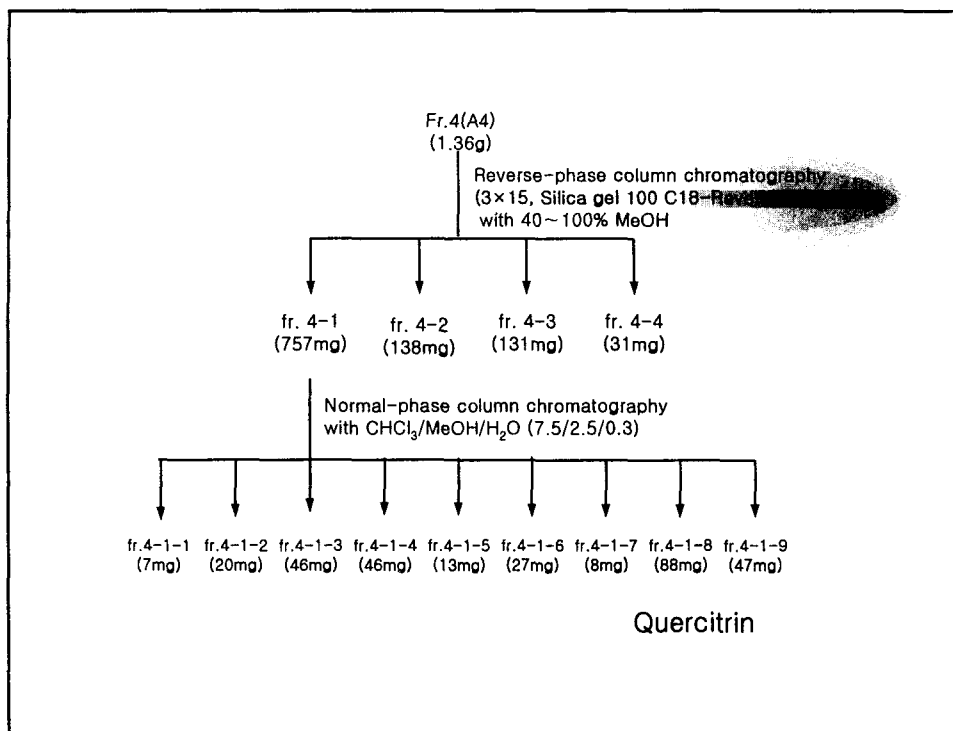 Fr.4(A4)
(1.36g)
Reverse-phase column chromatography
(3×15, Silica gel 100 C18-
with 40~100% MeOH
fr. 4-1 fr. 4-2 fr. 4-3 fr. 4-4
(757mg) (138mg) (131mg) (31mg)
Normal-phase column chromatography
with CHCl₃/MeOH/H₂O (7.5/2.5/0.3)
fr.4-1-1 fr.4-1-2 fr.4-1-3 fr.4-1-4 fr.4-1-5 fr.4-1-6 fr.4-1-7 fr.4-1-8 fr.4-1-9
(7mg) (20mg) (46mg) (46mg) (13mg) (27mg) (8mg) (88mg) (47mg)
Quercitrin